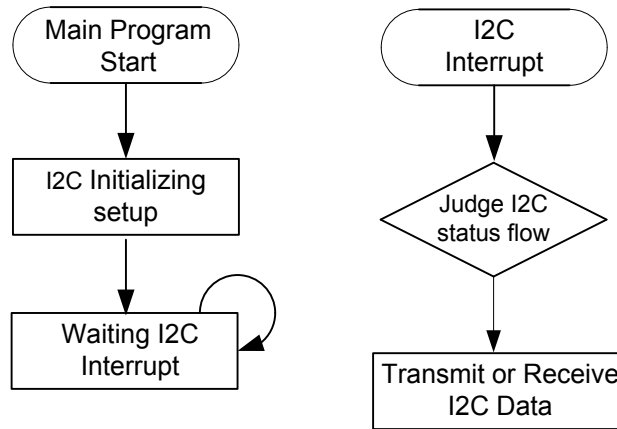 Main Program
Start
I2C Initializing
setup
Waiting I2C
Interrupt
I2C
Interrupt
Judge I2C
status flow
Transmit or Receive
I2C Data